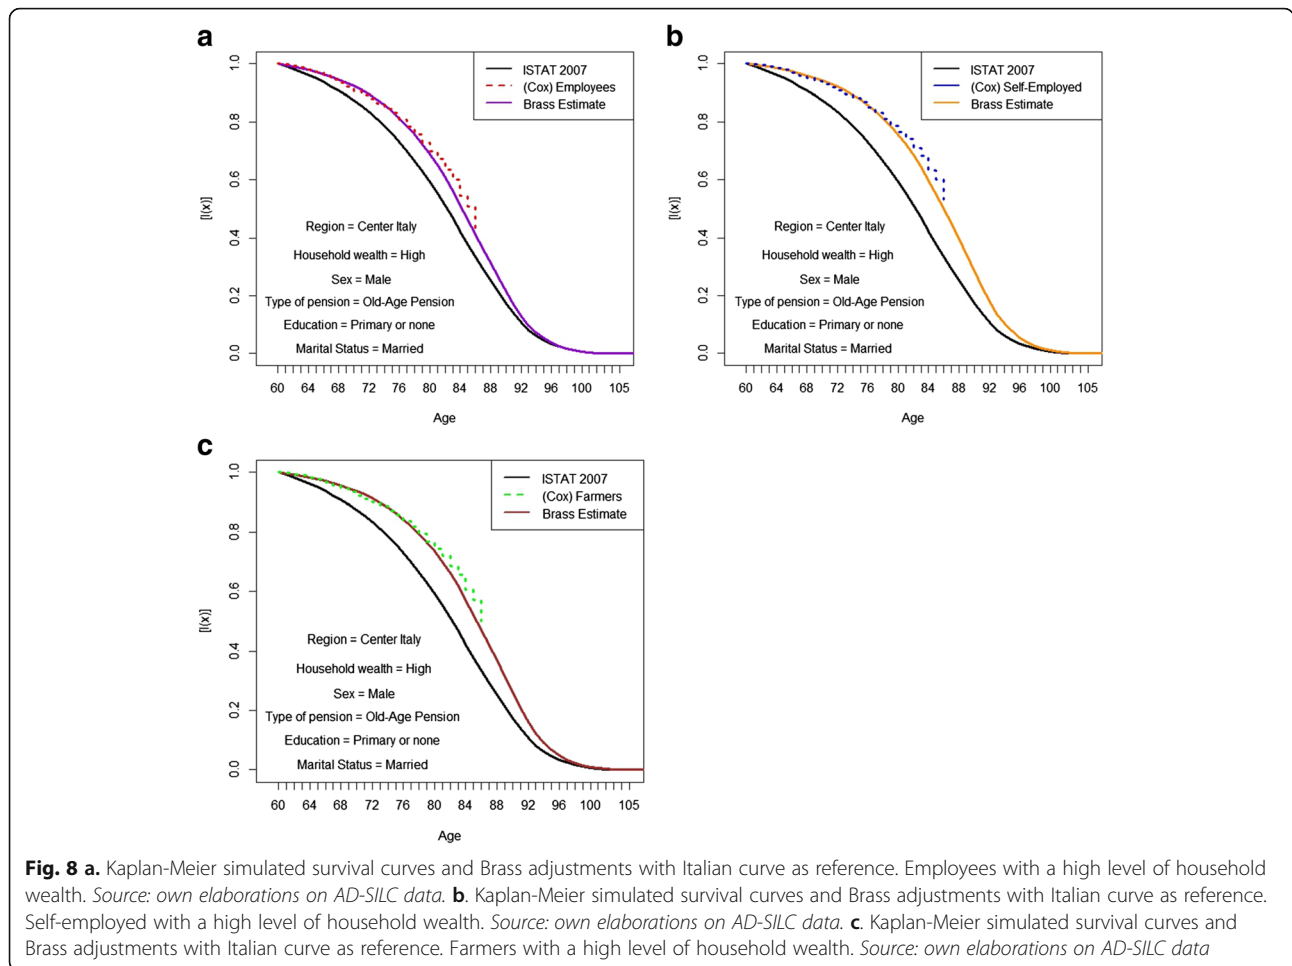 a
ISTAT 2007
(Cox) Employees
Brass Estimate
[l(x)]
1.0
0.8
0.6
0.4
0.2
0.0
Region = Center Italy
Household wealth = High
Sex = Male
Type of pension = Old-Age Pension
Education = Primary or none
Marital Status = Married
60 64 68 72 76 80 84 88 92 96 100 105
Age
b
ISTAT 2007
(Cox) Self-Employed
Brass Estimate
[l(x)]
1.0
0.8
0.6
0.4
0.2
0.0
Region = Center Italy
Household wealth = High
Sex = Male
Type of pension = Old-Age Pension
Education = Primary or none
Marital Status = Married
60 64 68 72 76 80 84 88 92 96 100 105
Age
c
ISTAT 2007
(Cox) Farmers
Brass Estimate
[l(x)]
1.0
0.8
0.6
0.4
0.2
0.0
Region = Center Italy
Household wealth = High
Sex = Male
Type of pension = Old-Age Pension
Education = Primary or none
Marital Status = Married
60 64 68 72 76 80 84 88 92 96 100 105
Age
Fig. 8 a. Kaplan-Meier simulated survival curves and Brass adjustments with Italian curve as reference. Employees with a high level of household
wealth. Source: own elaborations on AD-SILC data. b. Kaplan-Meier simulated survival curves and Brass adjustments with Italian curve as reference.
Self-employed with a high level of household wealth. Source: own elaborations on AD-SILC data. c. Kaplan-Meier simulated survival curves and
Brass adjustments with Italian curve as reference. Farmers with a high level of household wealth. Source: own elaborations on AD-SILC data